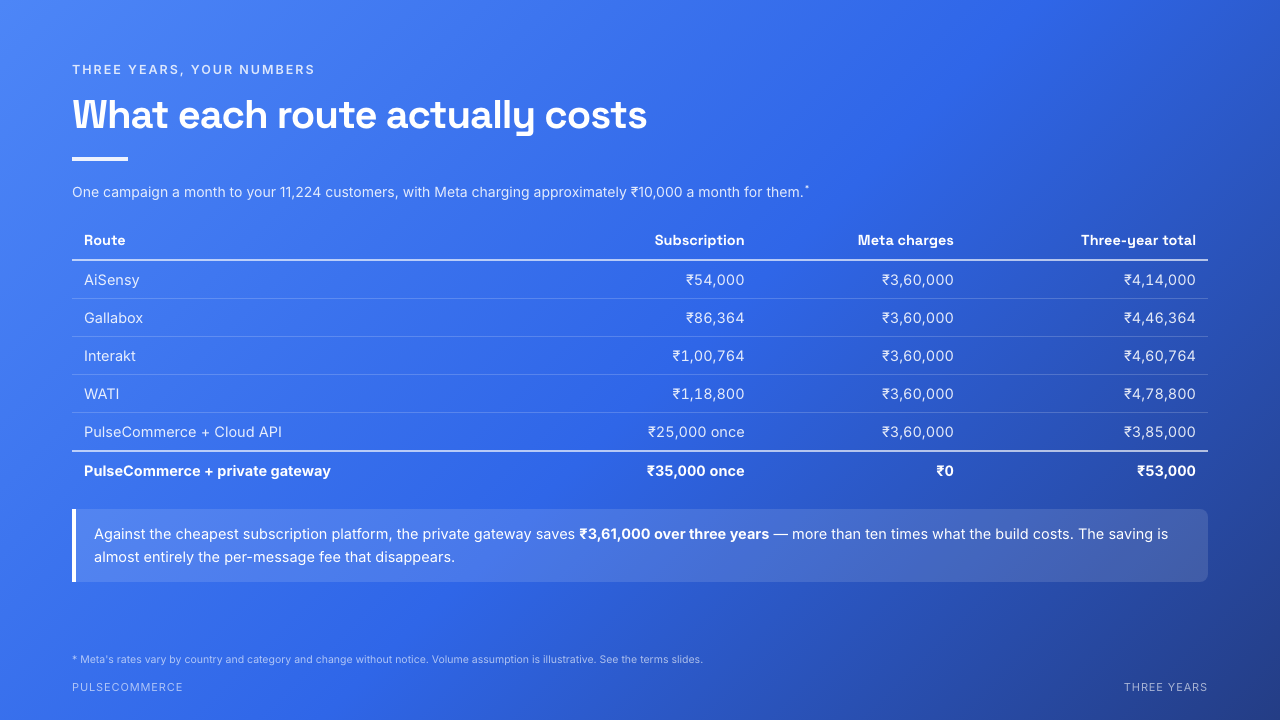 THREE YEARS, YOUR NUMBERS
What each route actually costs
One campaign a month to your 11,224 customers, with Meta charging approximately ₹10,000 a month for them.*
Route Subscription Meta charges Three-year total
AiSensy ₹54,000 ₹3,60,000 ₹4,14,000
Gallabox ₹86,364 ₹3,60,000 ₹4,46,364
Interakt ₹1,00,764 ₹3,60,000 ₹4,60,764
WATI ₹1,18,800 ₹3,60,000 ₹4,78,800
PulseCommerce + Cloud API ₹25,000 once ₹3,60,000 ₹3,85,000
PulseCommerce + private gateway ₹35,000 once ₹0 ₹53,000
Against the cheapest subscription platform, the private gateway saves ₹3,61,000 over three years — more than ten times what the build costs. The saving is
almost entirely the per-message fee that disappears.
* Meta's rates vary by country and category and change without notice. Volume assumption is illustrative. See the terms slides.
PULSECOMMERCE THREE YEARS